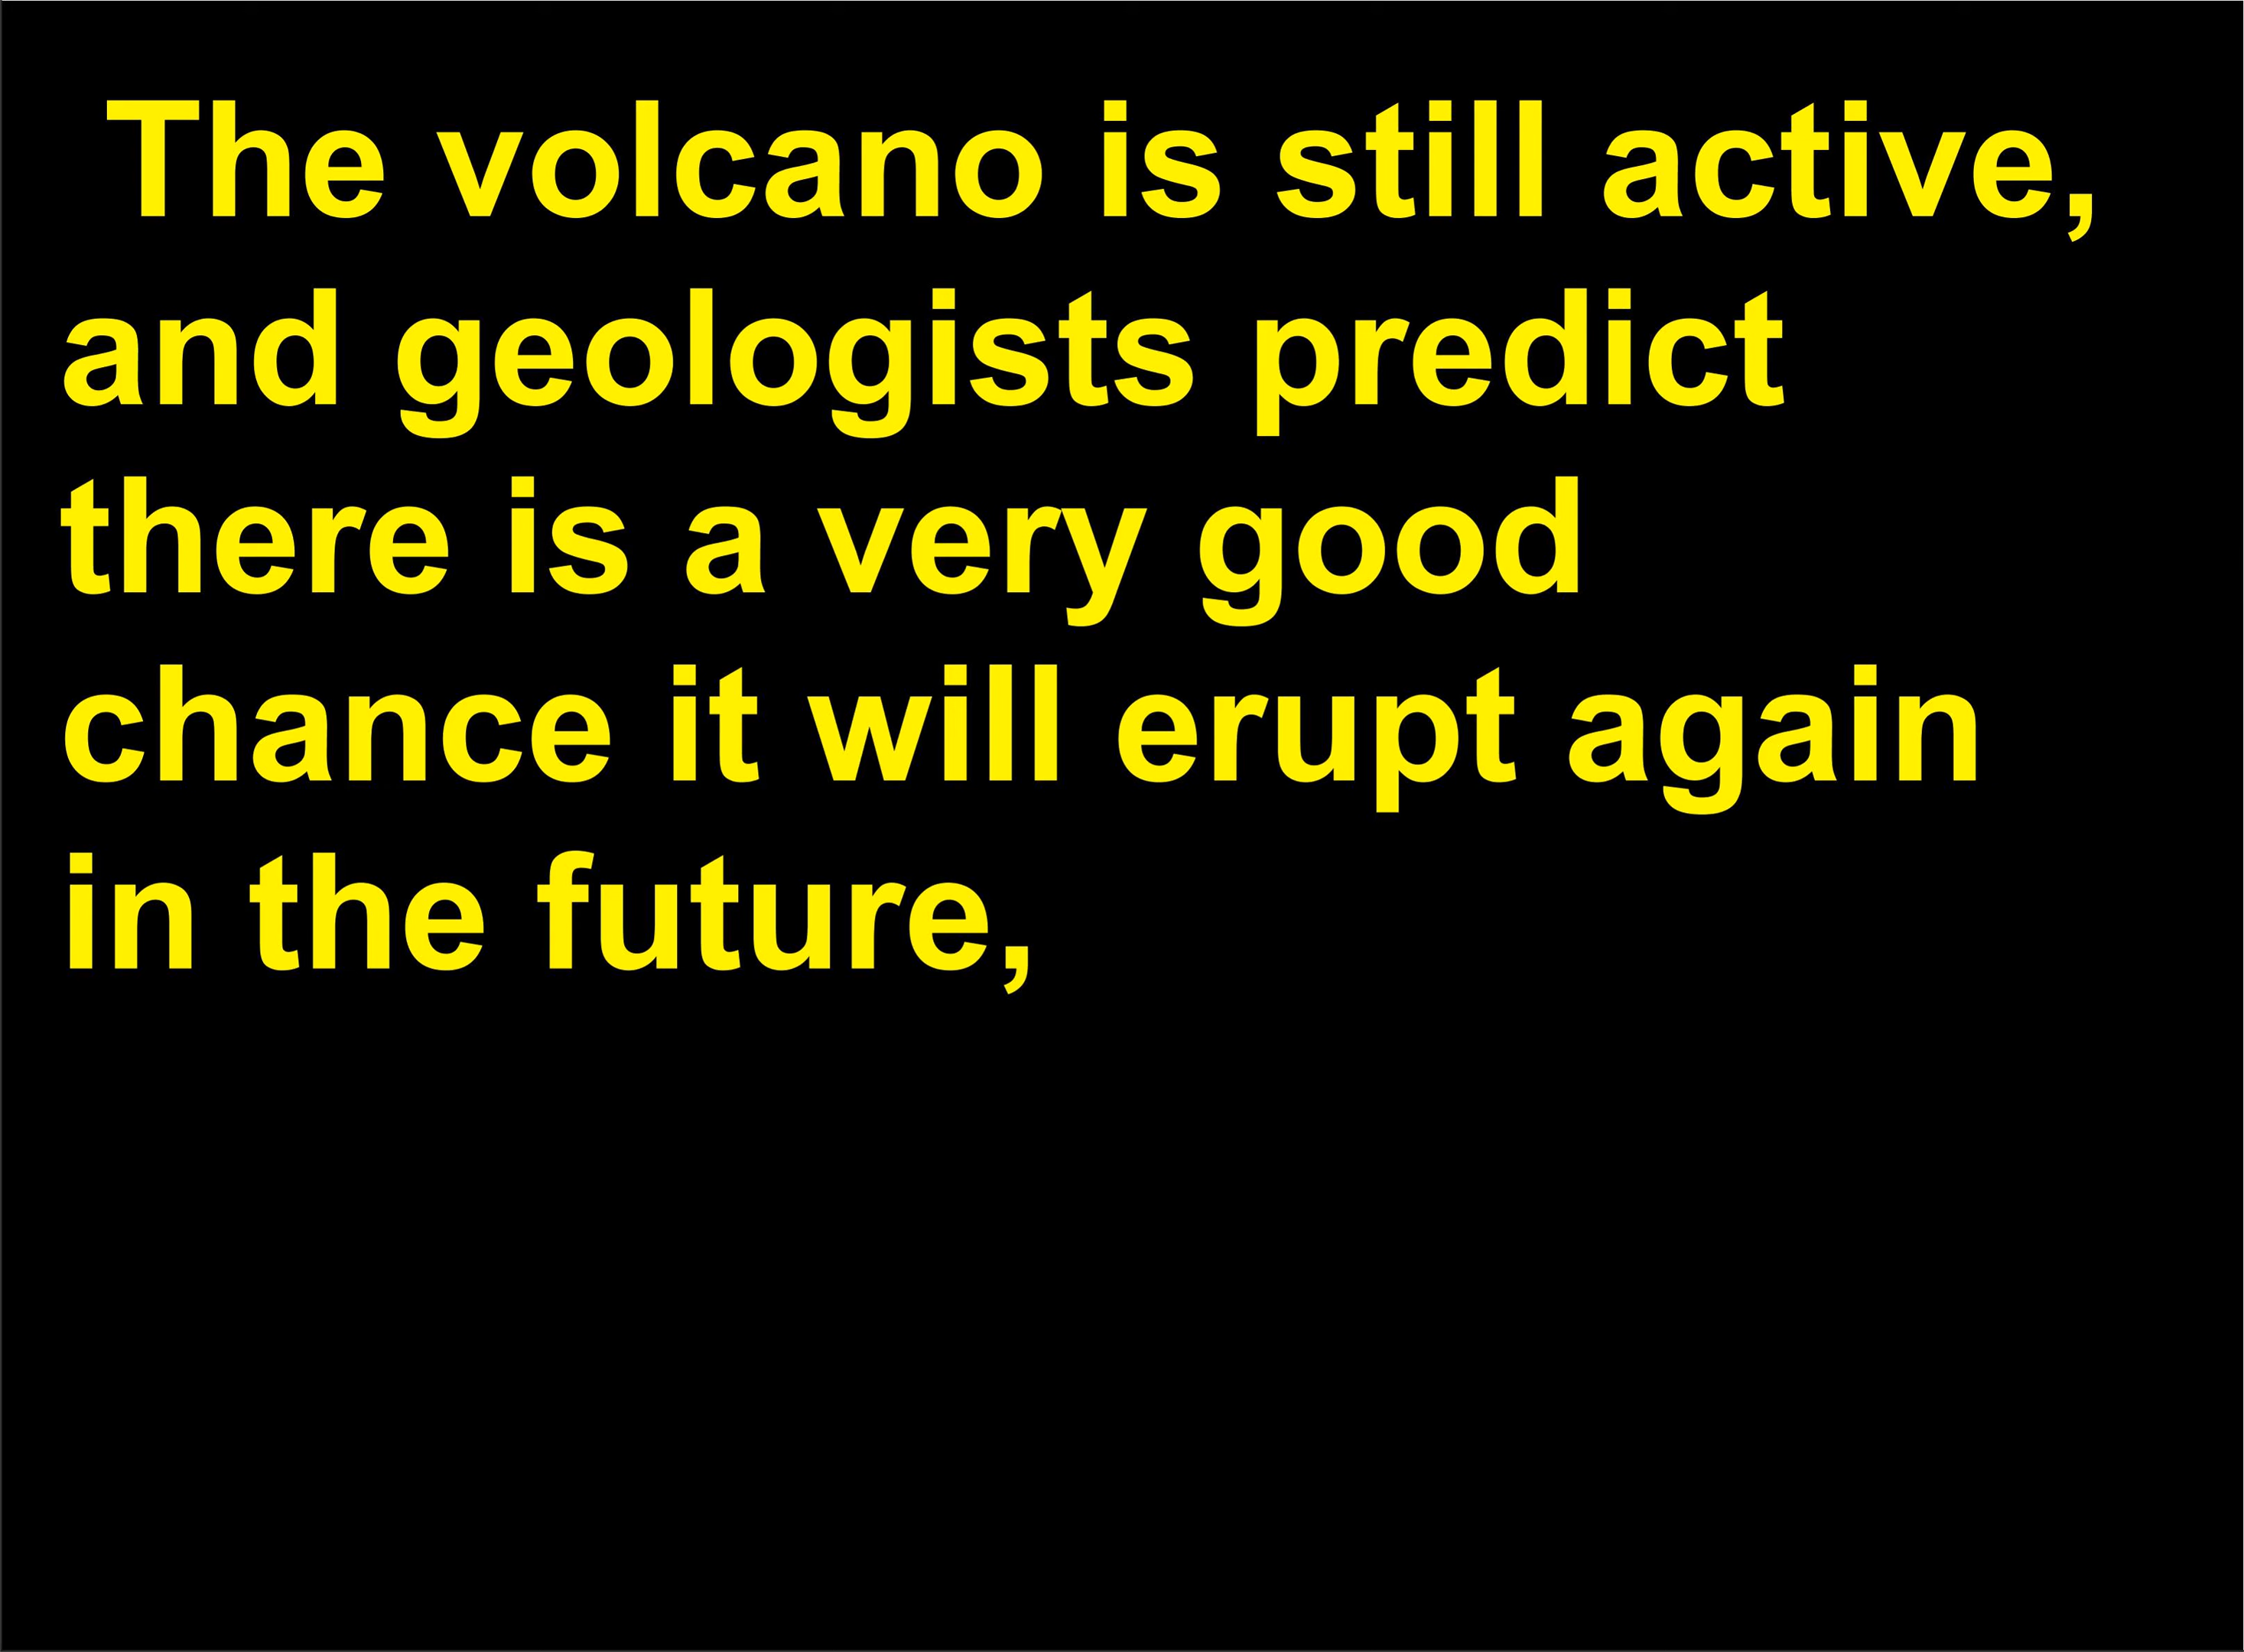 The volcano is still active,
and geologists predict
there is a very good
chance it will erupt again
in the future,